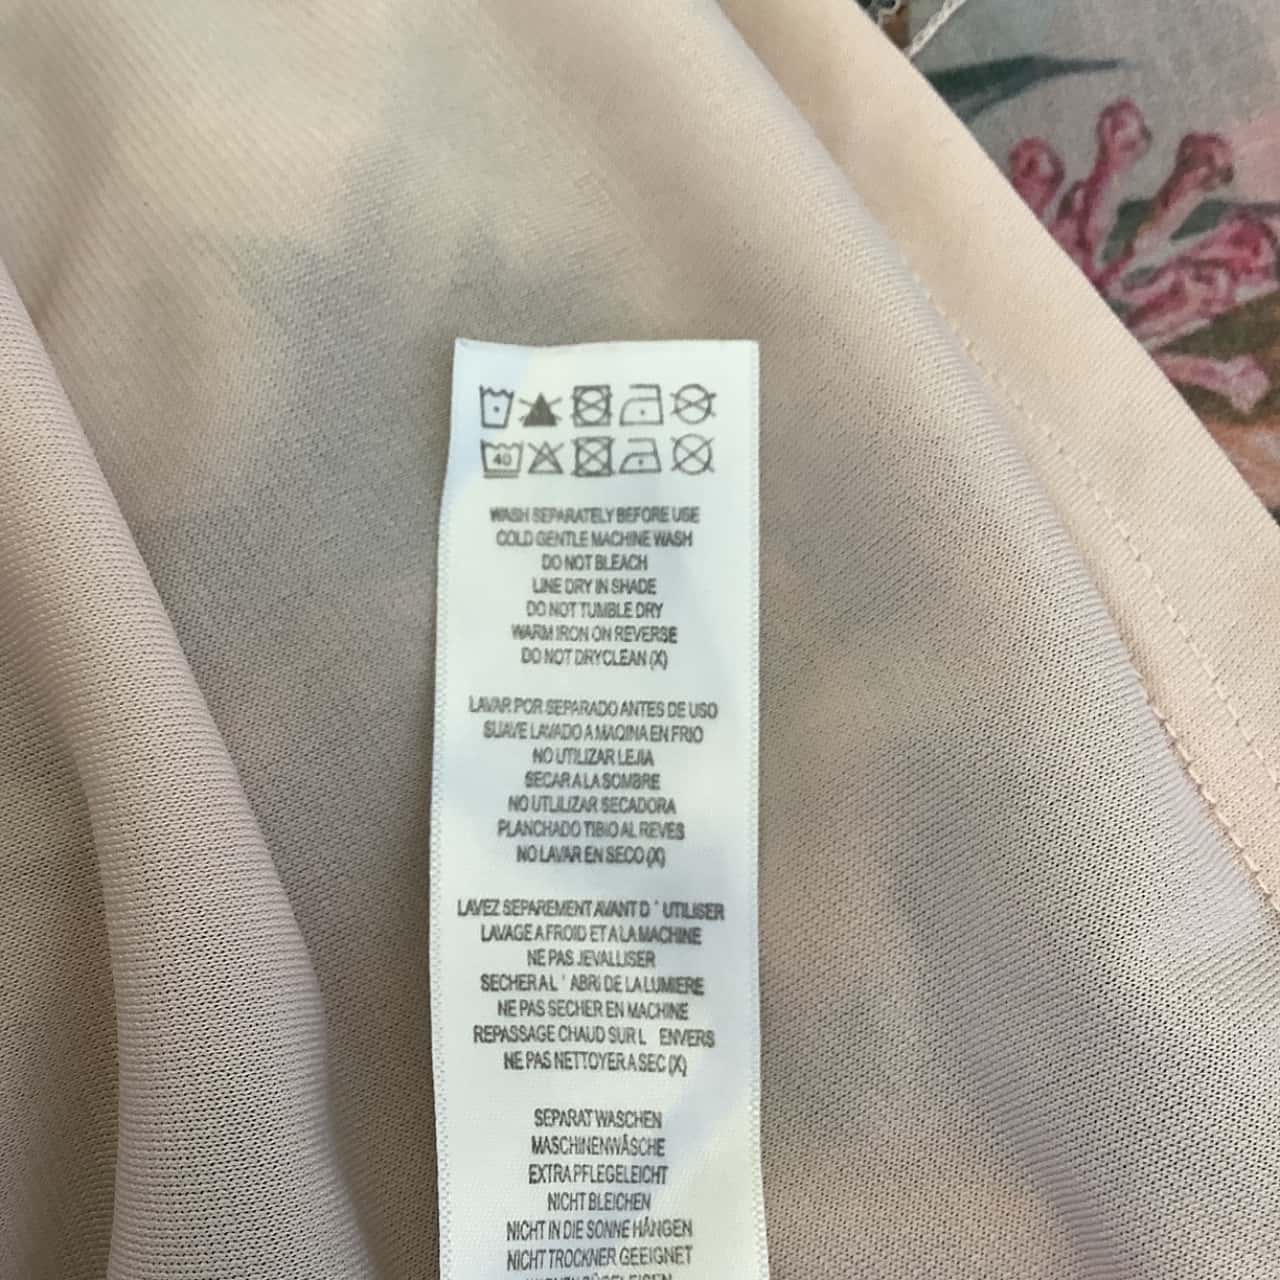 40
WASH SEPARATELY BEFORE USE
COLD GENTLE MACHINE WASH
DO NOT BLEACH
LINE DRY IN SHADE
DO NOT TUMBLE DRY
WARM IRON ON REVERSE
DO NOT DRYCLEAN (X)
LAVAR POR SEPARADO ANTES DE USO
SUAVE LAVADO A MAQINA EN FRIO
NO UTILIZAR LEJIA
SECAR A LA SOMBRE
NO UTLILIZAR SECADORA
PLANCHADO TIBIO AL REVES
NO LAVAR EN SECO (X)
LAVEZ SEPAREMENT AVANT D ' UTILISER
LAVAGE A FROID ET A LA MACHINE
NE PAS JEVALLISER
SECHER A L ' ABRI DE LA LUMIERE
NE PAS SECHER EN MACHINE
REPASSAGE CHAUD SUR L ENVERS
NE PAS NETTOYER A SEC (X)
SEPARAT WASCHEN
MASCHINENWÄSCHE
EXTRA PFLEGELEICHT
NICHT BLEICHEN
NICHT IN DIE SONNE HÄNGEN
NICHT TROCKNER GEEIGNET